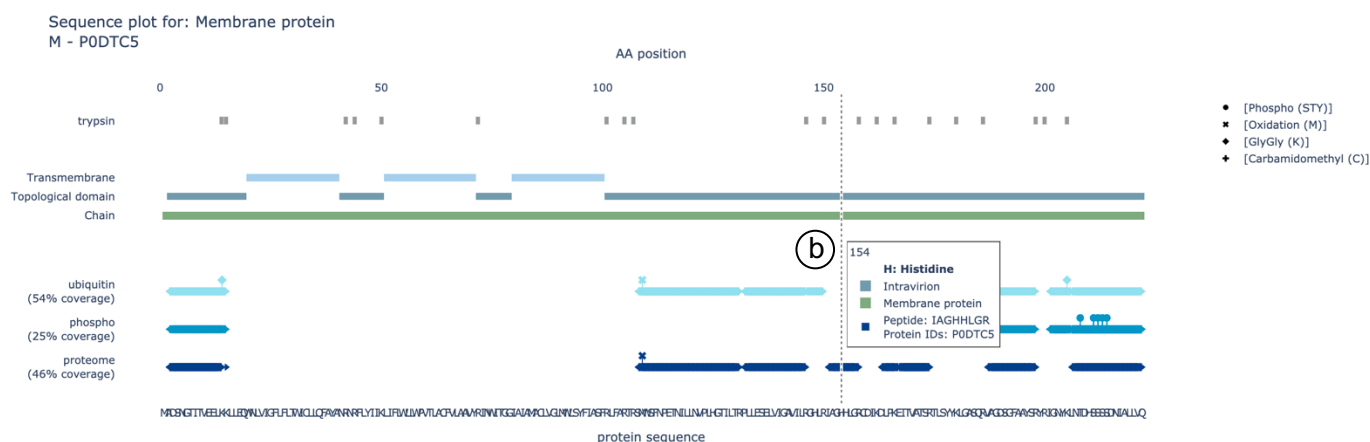 Sequence plot for: Membrane protein
M - P0DTC5
AA position
0 50 100 150 200
trypsin
Transmembrane
Topological domain
Chain
ubiquitin
(54% coverage)
phospho
(25% coverage)
proteome
(46% coverage)
[Phospho (STY)]
[Oxidation (M)]
[GlyGly (K)]
[Carbamidomethyl (C)]
b
154
H: Histidine
Intravirion
Membrane protein
Peptide: IAGHHLGR
Protein IDs: P0DTC5
MADSNGTITVEELKKLLEQWNLVIGFLFLTWICLLQFAYANRNRFLYIIKLIFLWLLWPVTLACFVLAAVYRINWITGGIAIAMACLVGLMWLSYFIASFRLFARTRSMWSFNPETNILLNVPLHGTILTRPLLESELVIGAVILRGHLRIAGHHLGRCDIKDLPKEITVATSRTLSYYKLGASQRVAGDSGFAAYSRYRIGNYKLNTDHSSSSDNIALLVQ
protein sequence